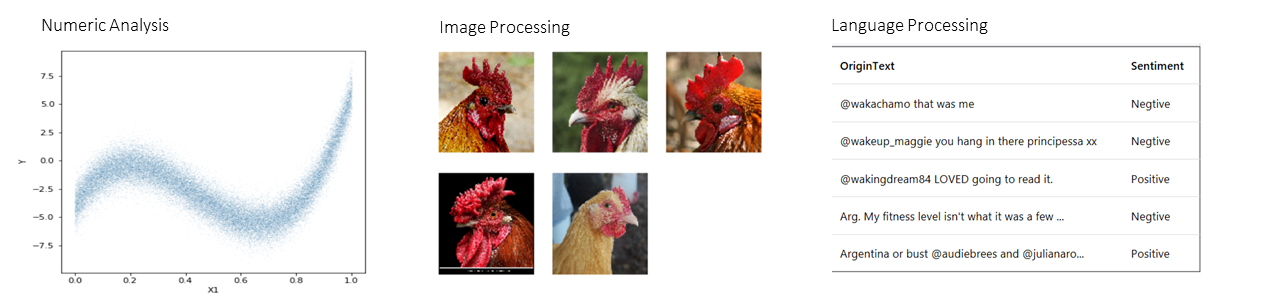 Numeric Analysis
7.5
5.0
2.5
0.0
−2.5
−5.0
−7.5
Y
0.0 0.2 0.4 0.6 0.8 1.0
X1
Image Processing
Language Processing
OriginText Sentiment
@wakachamo that was me Negtive
@wakeup_maggie you hang in there principessa xx Negtive
@wakingdream84 LOVED going to read it. Positive
Arg. My fitness level isn't what it was a few ... Negtive
Argentina or bust @audiebrees and @julianaro... Positive